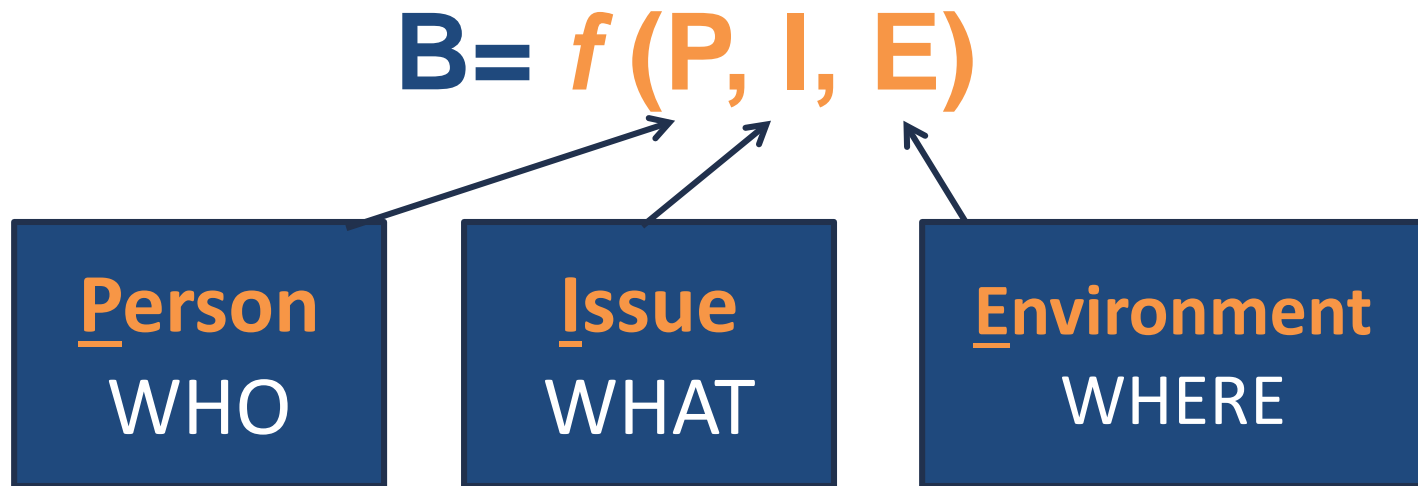 B= f (P, I, E)
Person
WHO
Issue
WHAT
Environment
WHERE